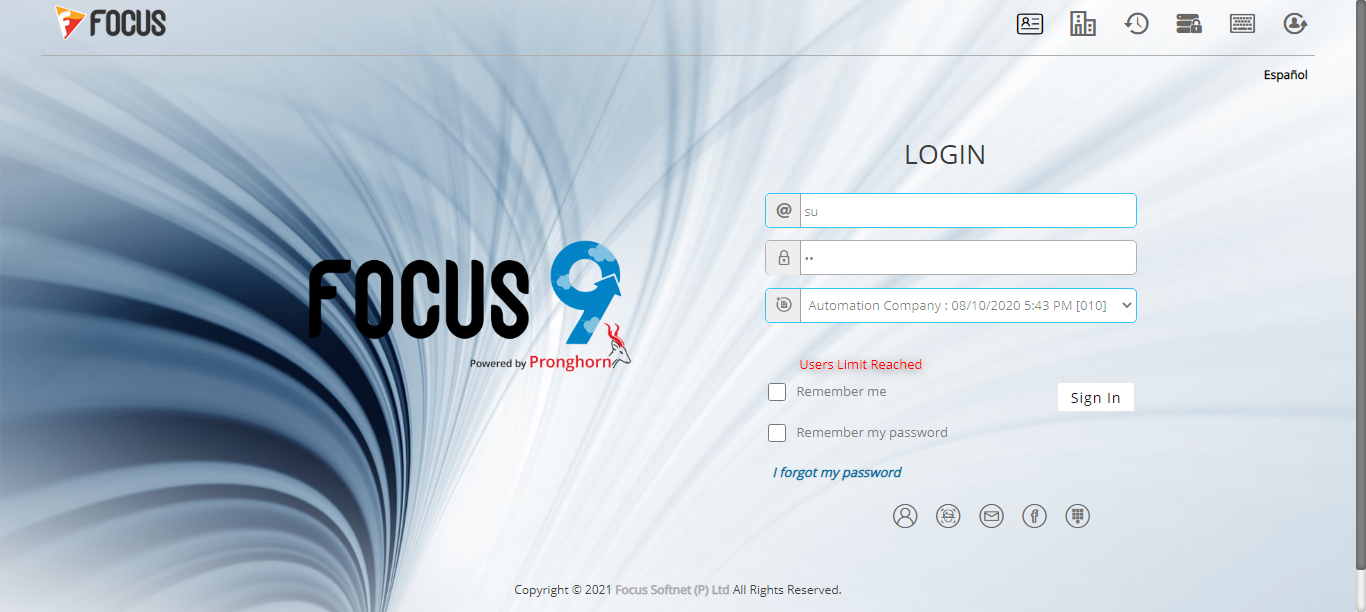 FOCUS
Español
LOGIN
@ su
••
Automation Company : 08/10/2020 5:43 PM [010]
FOCUS 9
Powered by Pronghorn
Users Limit Reached
Remember me
Sign In
Remember my password
I forgot my password
Copyright © 2021 Focus Softnet (P) Ltd All Rights Reserved.